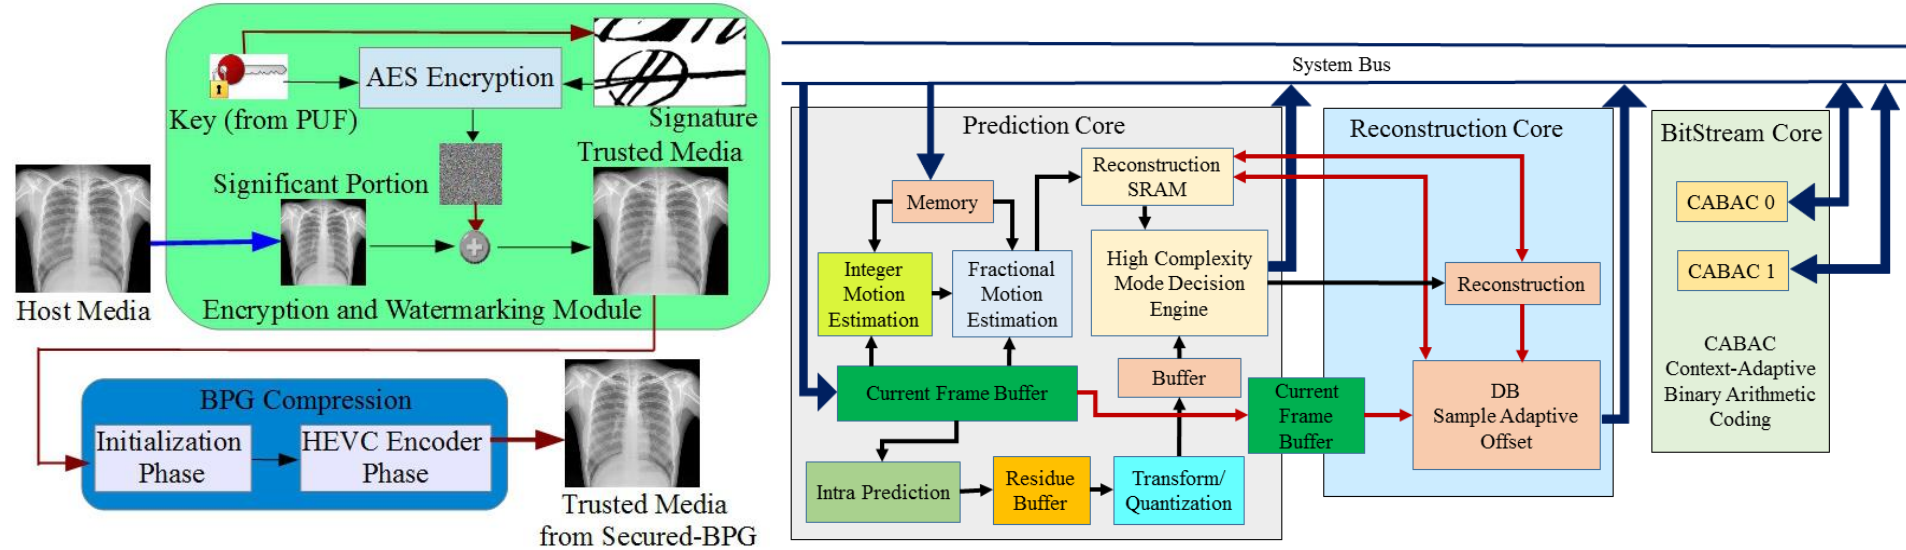 AES Encryption
Key (from PUF)
Signature
Trusted Media
Significant Portion
Host Media
Encryption and Watermarking Module
BPG Compression
Initialization
Phase
HEVC Encoder
Phase
Trusted Media
from Secured-BPG
System Bus
Prediction Core
Reconstruction
SRAM
Memory
Integer
Motion
Estimation
Fractional
Motion
Estimation
High Complexity
Mode Decision
Engine
Buffer
Current Frame Buffer
Intra Prediction
Residue
Buffer
Transform/
Quantization
Current
Frame
Buffer
Reconstruction Core
Reconstruction
DB
Sample Adaptive
Offset
BitStream Core
CABAC 0
CABAC 1
CABAC
Context-Adaptive
Binary Arithmetic
Coding